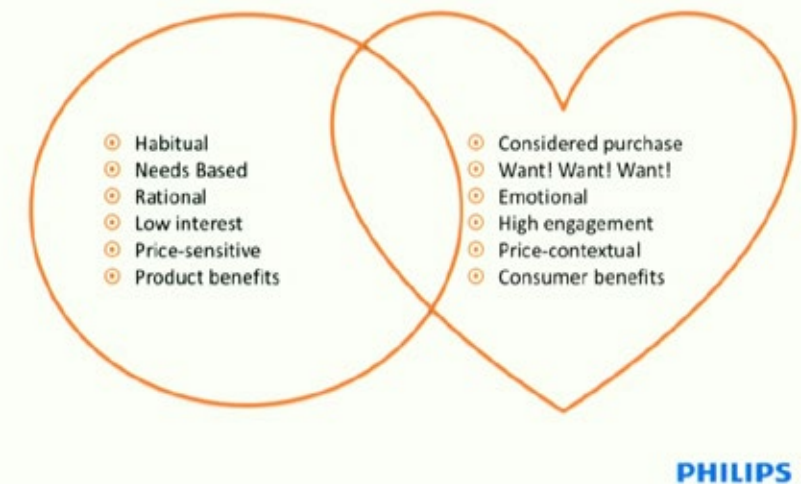 Habitual
Needs Based
Rational
Low interest
Price-sensitive
Product benefits
Considered purchase
Want! Want! Want!
Emotional
High engagement
Price-contextual
Consumer benefits
PHILIPS